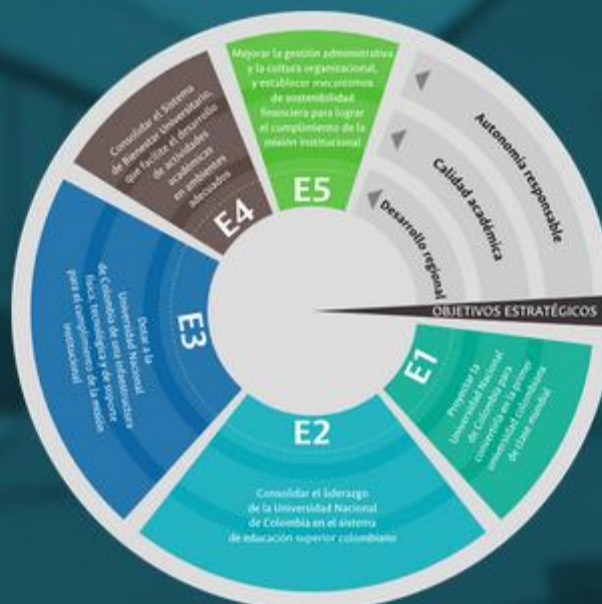 Mejorar la gestión administrativa
y la cultura organizacional,
y establecer mecanismos
de sostenibilidad
financiera para lograr
el cumplimiento de la
misión institucional
E5
Autonomía responsable
Calidad académica
Desarrollo regional
OBJETIVOS ESTRATÉGICOS
Consolidar el Sistema
de Bienestar Universitario,
que facilite el desarrollo
de actividades
académicas
en ambientes
adecuados
E4
Dotar a la
Universidad Nacional
de Colombia de una infraestructura
física, tecnológica y de soporte
para el cumplimiento de la misión
institucional
E3
E1
Proyectar la
Universidad Nacional
de Colombia para
convertirla en la primer
universidad colombiana
de clase mundial
E2
Consolidar el liderazgo
de la Universidad Nacional
de Colombia en el sistema
de educación superior colombiano